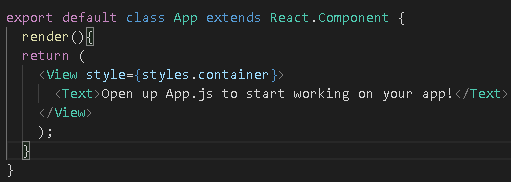 export default class App extends React.Component {
  render(){
  return (
    <View style={styles.container}>
      <Text>Open up App.js to start working on your app!</Text>
    </View>
    );
  }
}